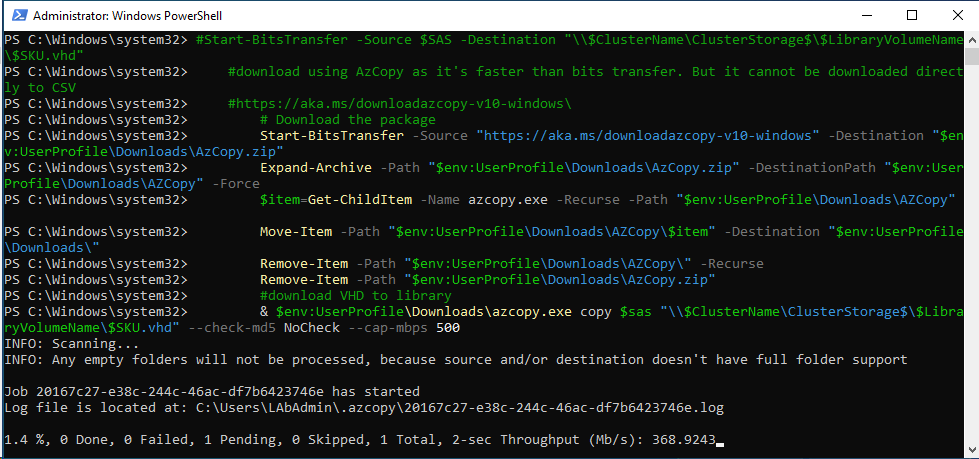 Administrator: Windows PowerShell
PS C:\Windows\system32> #Start-BitsTransfer -Source $SAS -Destination "\\$ClusterName\ClusterStorage$\$LibraryVolumeName
\$SKU.vhd"
PS C:\Windows\system32>     #download using AzCopy as it's faster than bits transfer. But it cannot be downloaded direct
ly to CSV
PS C:\Windows\system32>     #https://aka.ms/downloadazcopy-v10-windows\
PS C:\Windows\system32>         # Download the package
PS C:\Windows\system32>         Start-BitsTransfer -Source "https://aka.ms/downloadazcopy-v10-windows" -Destination "$en
v:UserProfile\Downloads\AzCopy.zip"
PS C:\Windows\system32>         Expand-Archive -Path "$env:UserProfile\Downloads\AzCopy.zip" -DestinationPath "$env:User
Profile\Downloads\AZCopy" -Force
PS C:\Windows\system32>         $item=Get-ChildItem -Name azcopy.exe -Recurse -Path "$env:UserProfile\Downloads\AZCopy"
PS C:\Windows\system32>         Move-Item -Path "$env:UserProfile\Downloads\AZCopy\$item" -Destination "$env:UserProfile
\Downloads\"
PS C:\Windows\system32>         Remove-Item -Path "$env:UserProfile\Downloads\AZCopy\" -Recurse
PS C:\Windows\system32>         Remove-Item -Path "$env:UserProfile\Downloads\AzCopy.zip"
PS C:\Windows\system32>         #download VHD to library
PS C:\Windows\system32>         & $env:UserProfile\Downloads\azcopy.exe copy $sas "\\$ClusterName\ClusterStorage$\$Libra
ryVolumeName\$SKU.vhd" --check-md5 NoCheck --cap-mbps 500
INFO: Scanning...
INFO: Any empty folders will not be processed, because source and/or destination doesn't have full folder support
Job 20167c27-e38c-244c-46ac-df7b6423746e has started
Log file is located at: C:\Users\LAbAdmin\.azcopy\20167c27-e38c-244c-46ac-df7b6423746e.log
1.4 %, 0 Done, 0 Failed, 1 Pending, 0 Skipped, 1 Total, 2-sec Throughput (Mb/s): 368.9243